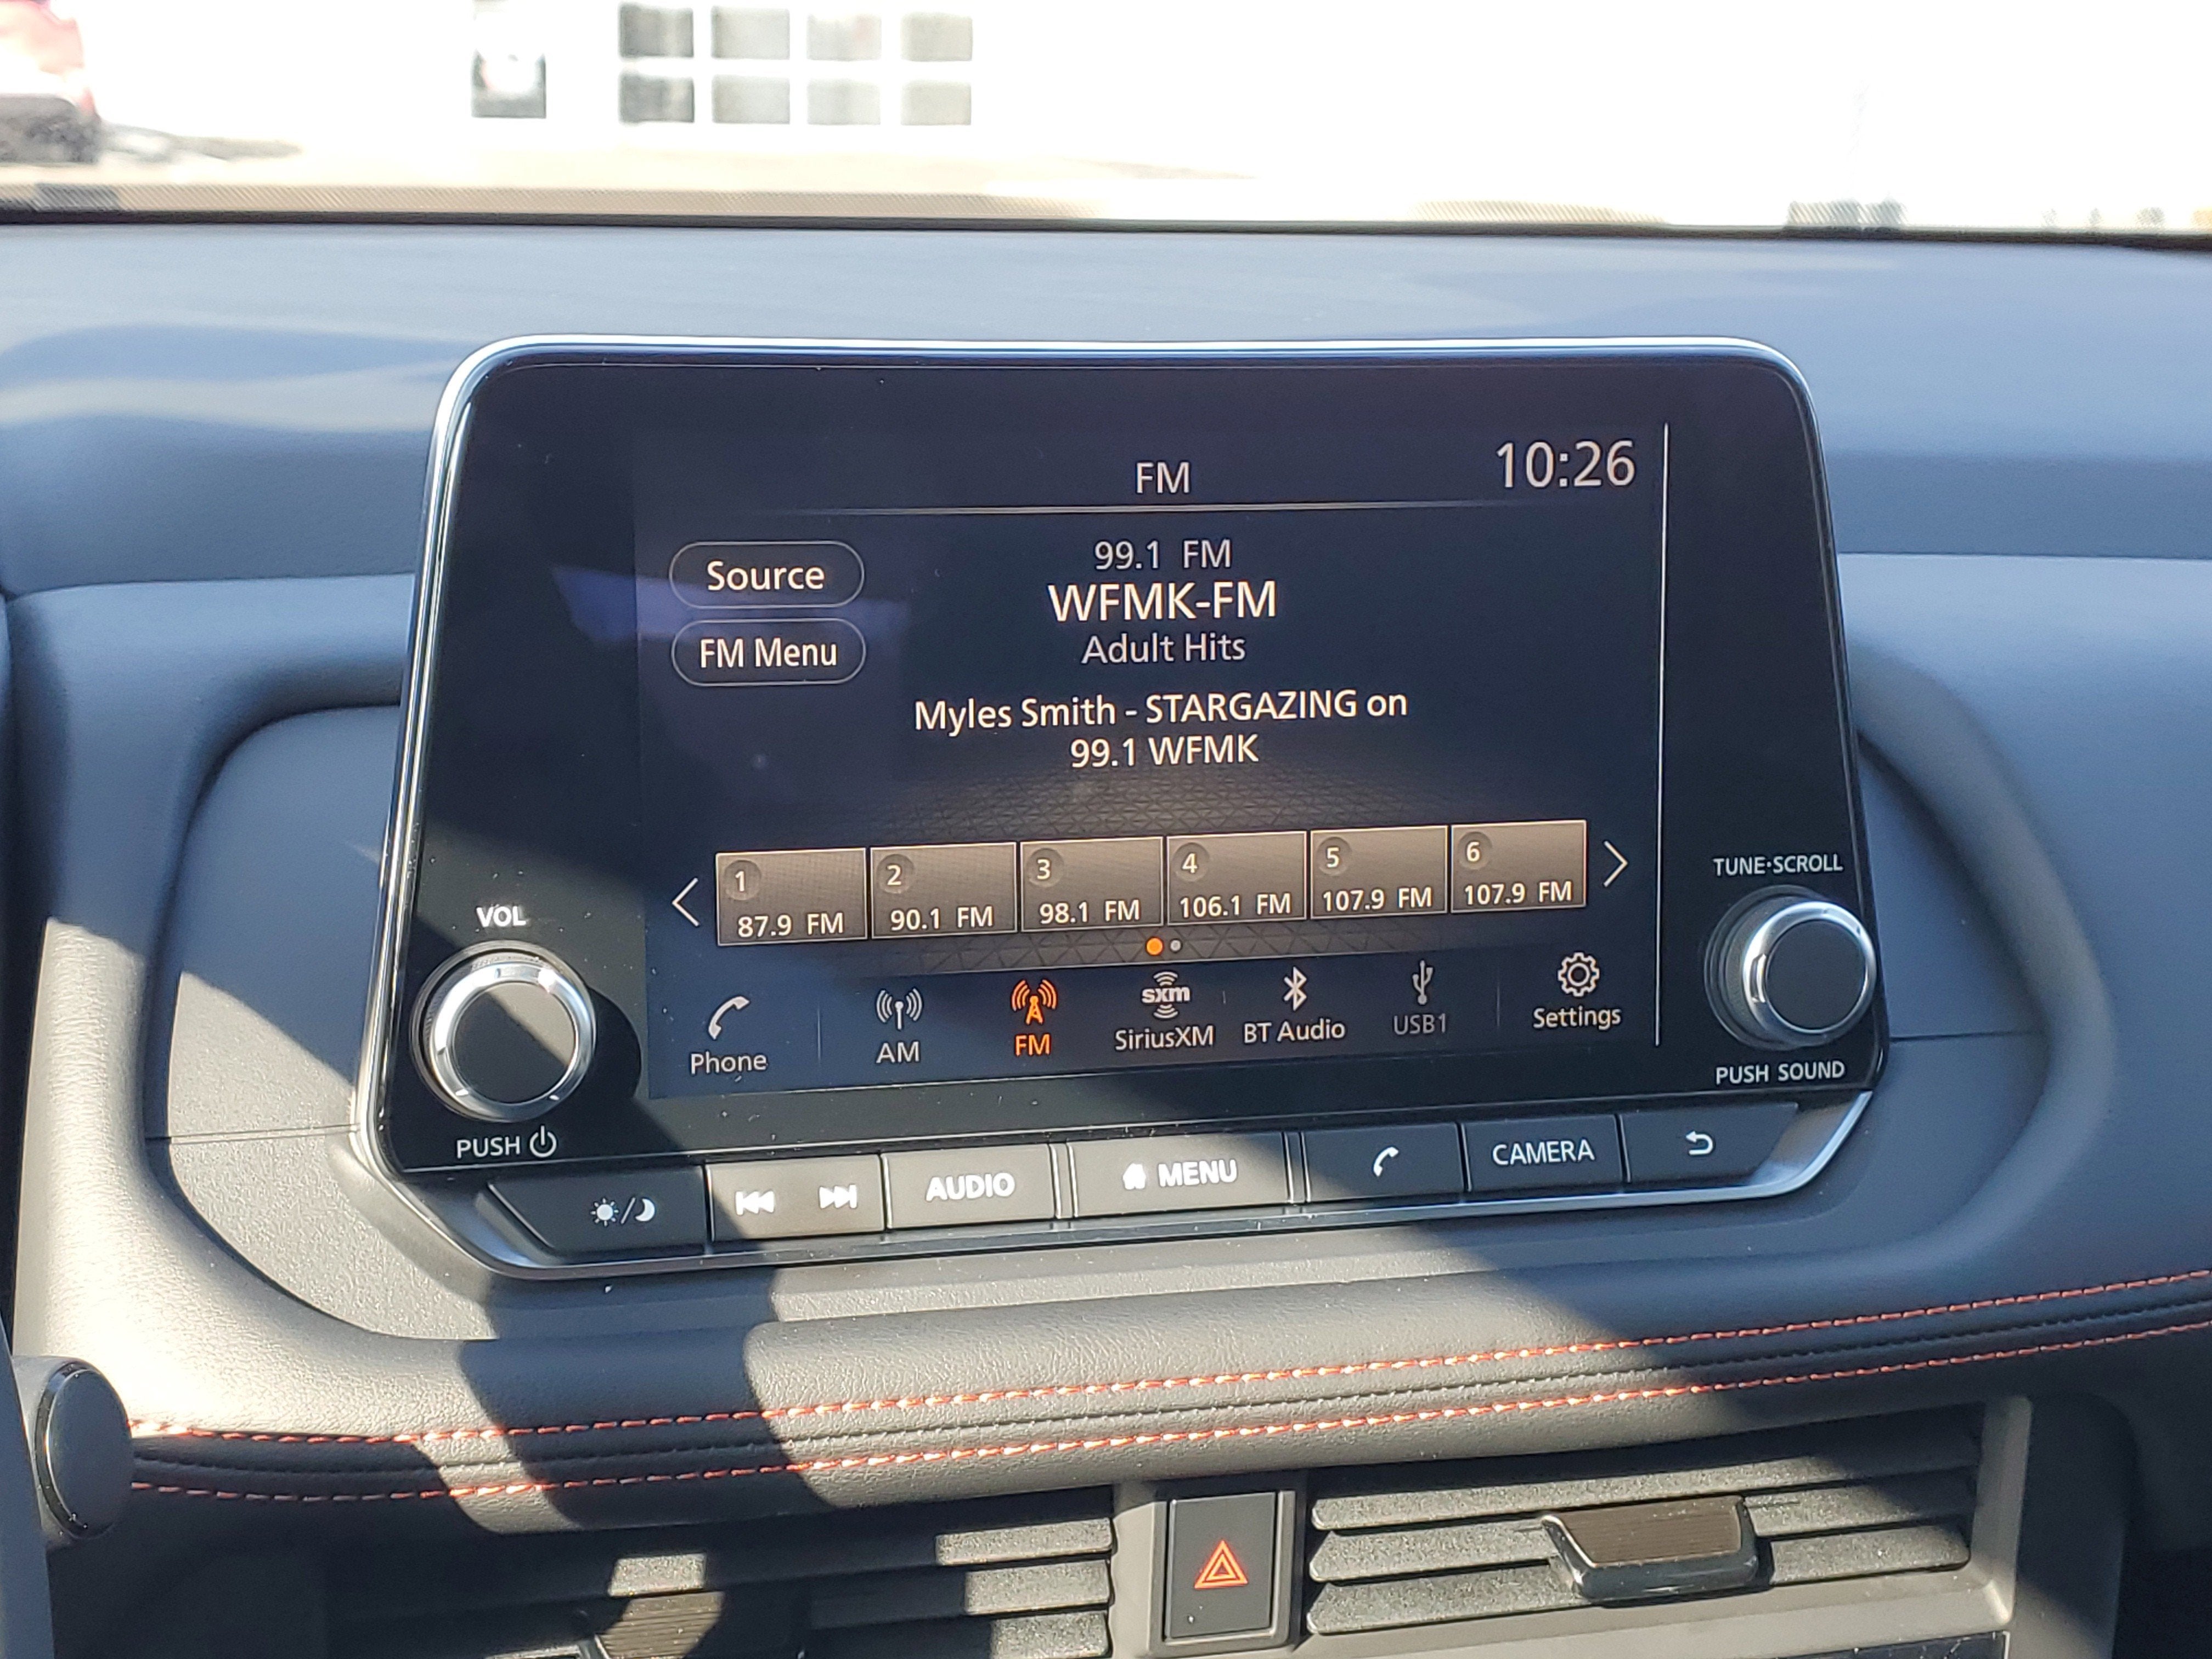 FM
10:26
Source
FM Menu
99.1 FM
WFMK-FM
Adult Hits
Myles Smith - STARGAZING on
99.1 WFMK
1
87.9 FM
2
90.1 FM
3
98.1 FM
4
106.1 FM
5
107.9 FM
6
107.9 FM
Phone
AM
FM
sxm
SiriusXM
BT Audio
USB1
Settings
VOL
PUSH
TUNE·SCROLL
PUSH SOUND
AUDIO
MENU
CAMERA